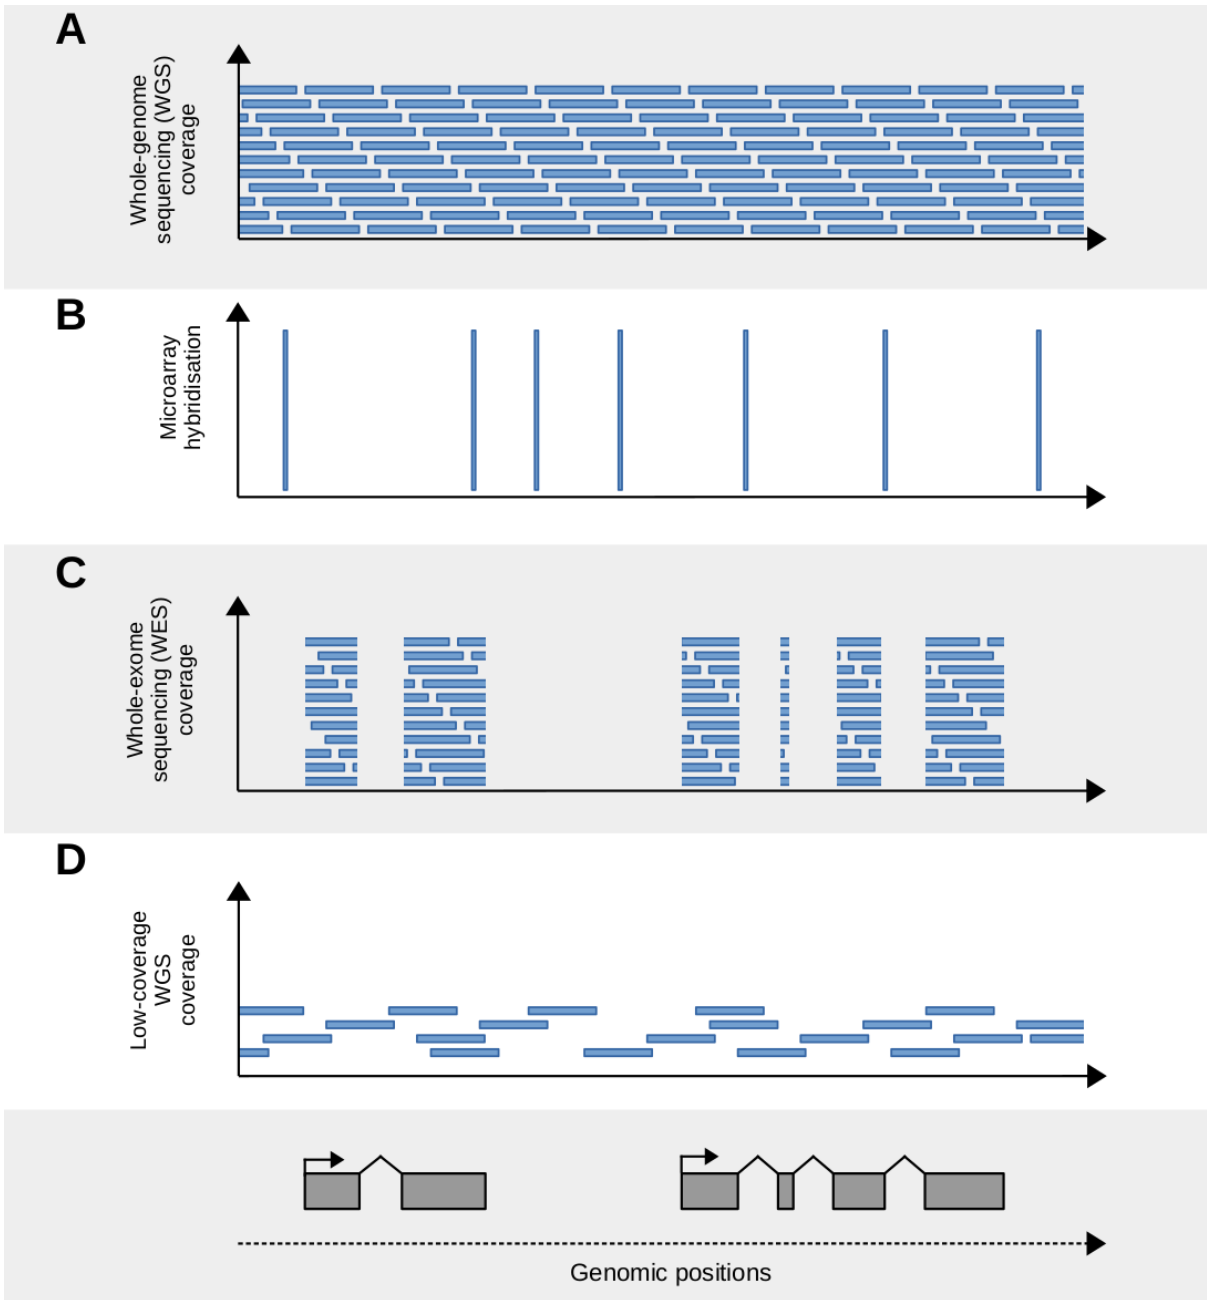 A
Whole-genome
sequencing (WGS)
coverage
B
Microarray
hybridisation
C
Whole-exome
sequencing (WES)
coverage
D
Low-coverage
WGS
coverage
Genomic positions